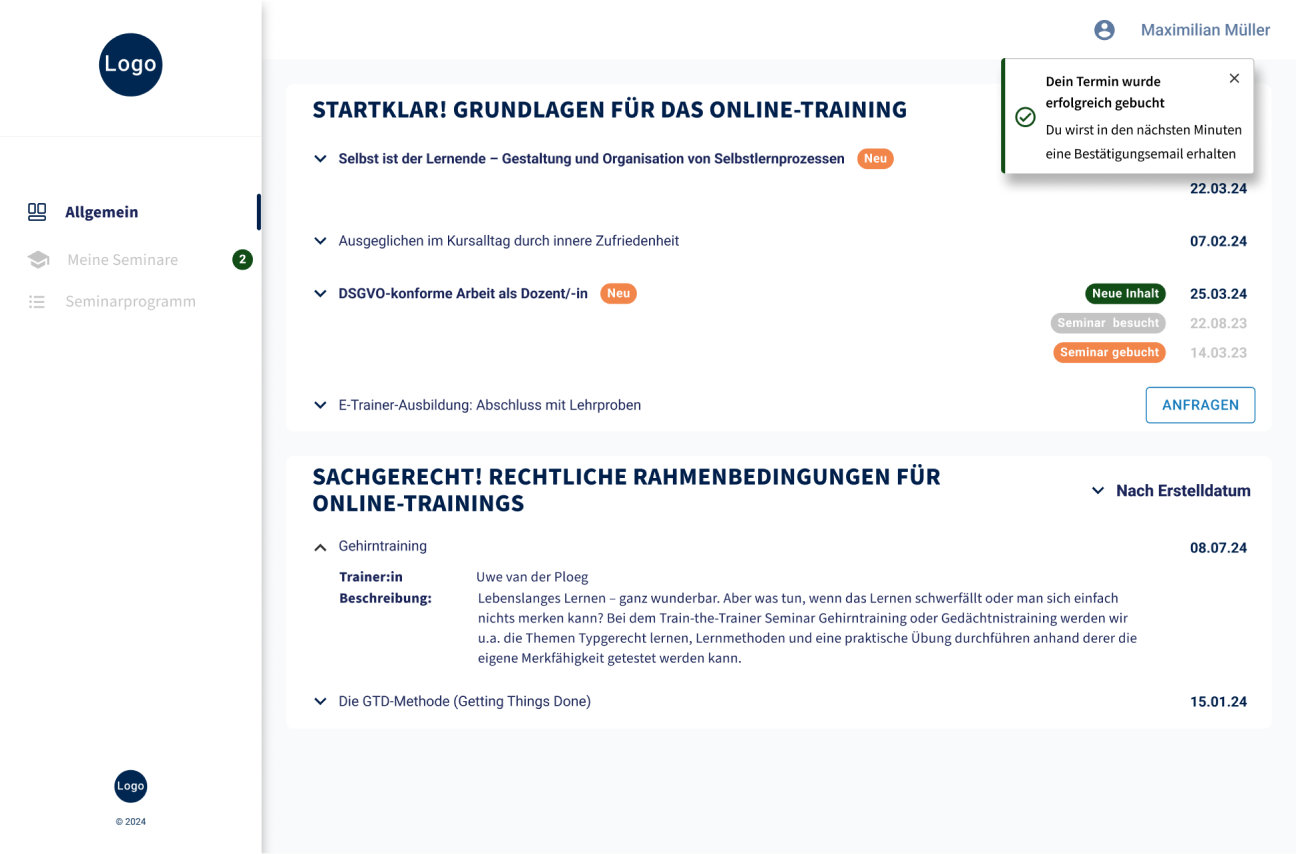 Logo
Maximilian Müller
Dein Termin wurde
erfolgreich gebucht
Du wirst in den nächsten Minuten
eine Bestätigungsemail erhalten
Allgemein
Meine Seminare 2
Seminarprogramm
Logo
© 2024
STARTKLAR! GRUNDLAGEN FÜR DAS ONLINE-TRAINING
Selbst ist der Lernende – Gestaltung und Organisation von Selbstlernprozessen Neu
22.03.24
Ausgeglichen im Kursalltag durch innere Zufriedenheit 07.02.24
DSGVO-konforme Arbeit als Dozent/-in Neu Neue Inhalt 25.03.24
Seminar besucht 22.08.23
Seminar gebucht 14.03.23
E-Trainer-Ausbildung: Abschluss mit Lehrproben ANFRAGEN
SACHGERECHT! RECHTLICHE RAHMENBEDINGUNGEN FÜR
ONLINE-TRAININGS
Nach Erstelldatum
Gehirntraining 08.07.24
Trainer:in Uwe van der Ploeg
Beschreibung: Lebenslanges Lernen – ganz wunderbar. Aber was tun, wenn das Lernen schwerfällt oder man sich einfach
nichts merken kann? Bei dem Train-the-Trainer Seminar Gehirntraining oder Gedächtnistraining werden wir
u.a. die Themen Typgerecht lernen, Lernmethoden und eine praktische Übung durchführen anhand derer die
eigene Merkfähigkeit getestet werden kann.
Die GTD-Methode (Getting Things Done) 15.01.24